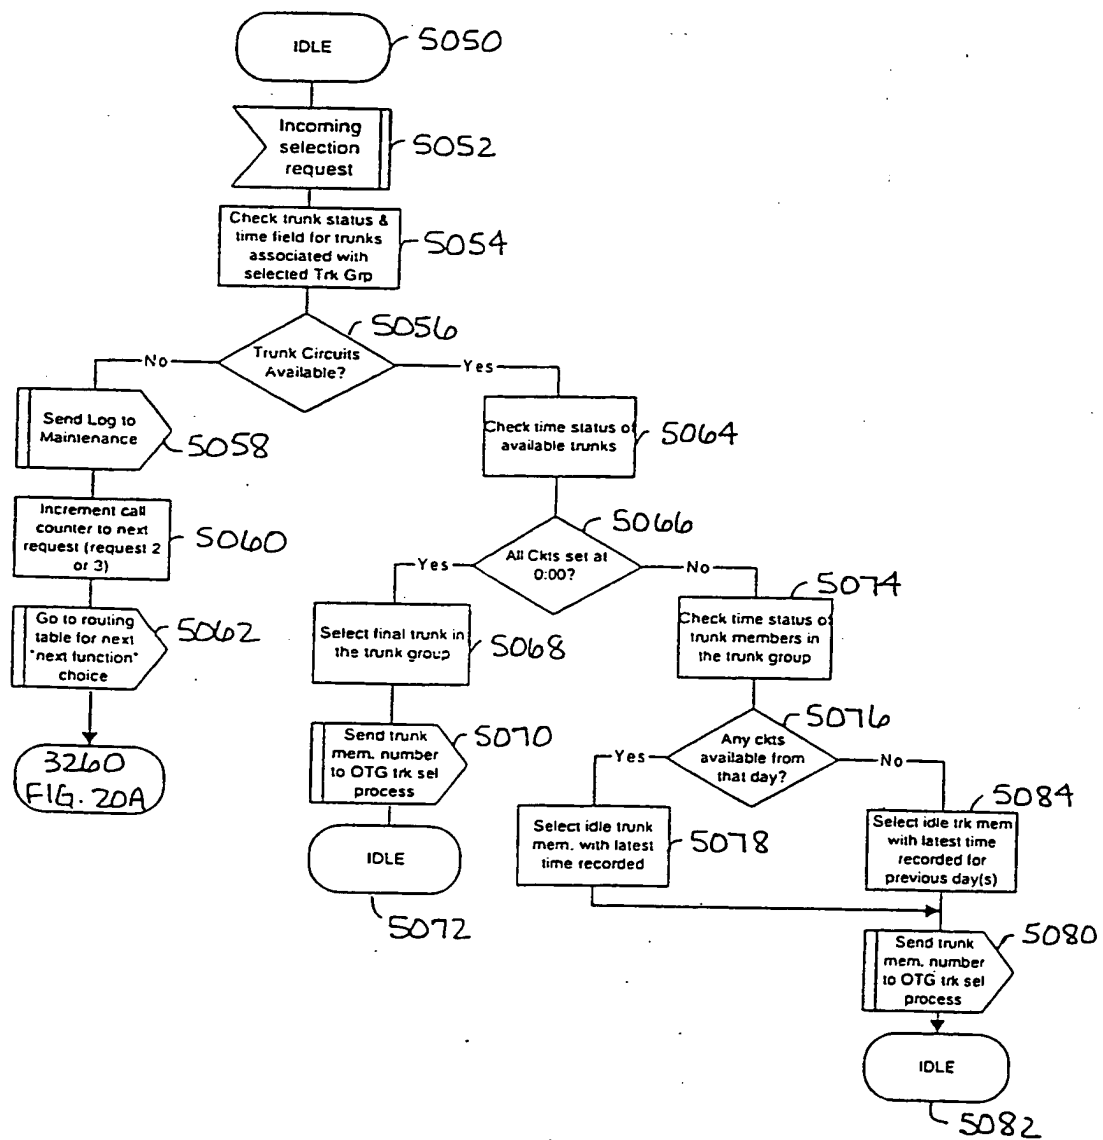 IDLE
5050
Incoming
selection
request
5052
Check trunk status &
time field for trunks
associated with
selected Trk Grp
5054
Trunk Circuits
Available?
5056
No
Yes
Send Log to
Maintenance
5058
Increment call
counter to next
request (request 2
or 3)
5060
Go to routing
table for next
"next function"
choice
5062
3260
FIG. 20A
Check time status of
available trunks
5064
All Ckts set at
0:00?
5066
Yes
No
Select final trunk in
the trunk group
5068
Send trunk
mem. number
to OTG trk sel
process
5070
IDLE
5072
Check time status of
trunk members in
the trunk group
5074
Any ckts
available from
that day?
5076
Yes
No
Select idle trunk
mem. with latest
time recorded
5078
Select idle trk mem
with latest time
recorded for
previous day(s)
5084
Send trunk
mem. number
to OTG trk sel
process
5080
IDLE
5082